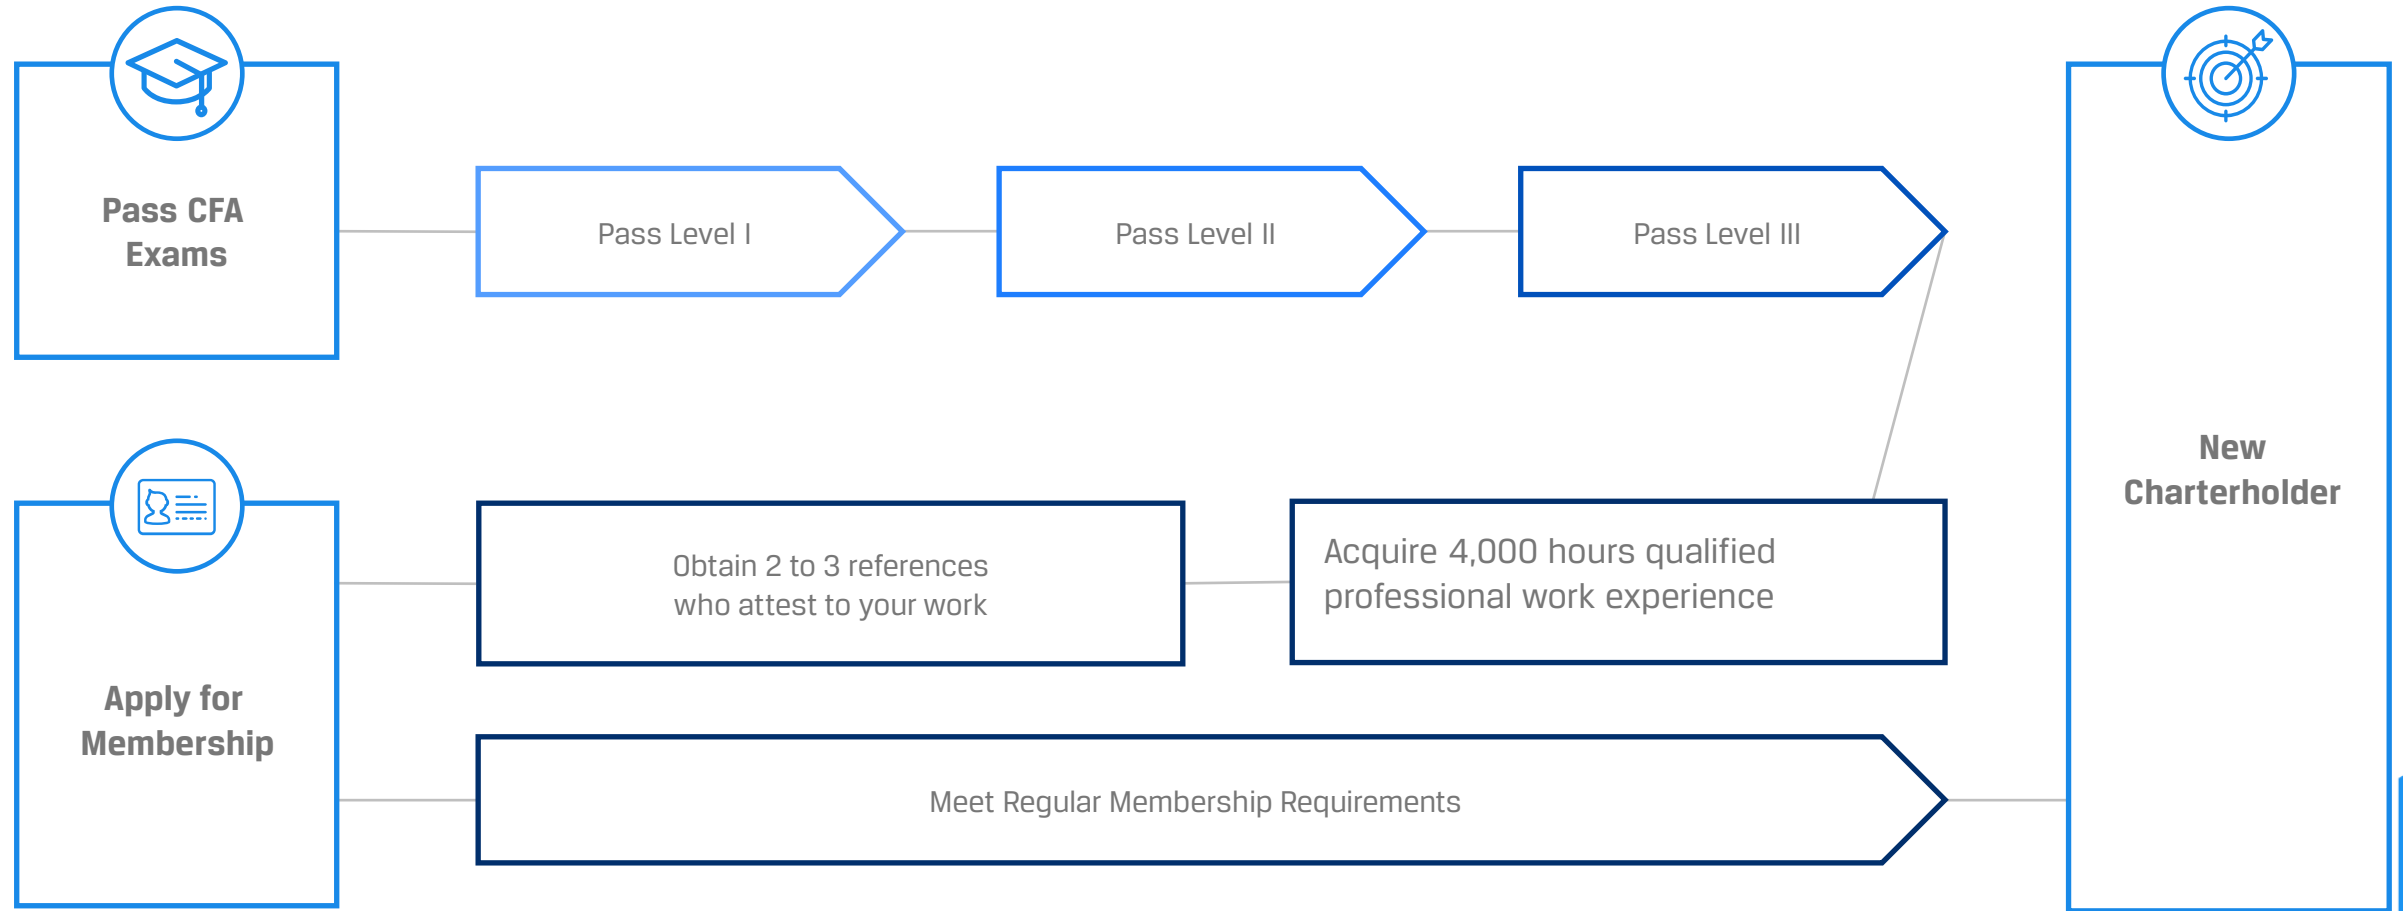 Pass CFA
Exams
Pass Level I
Pass Level II
Pass Level III
New
Charterholder
Obtain 2 to 3 references
who attest to your work
Acquire 4,000 hours qualified
professional work experience
Apply for
Membership
Meet Regular Membership Requirements